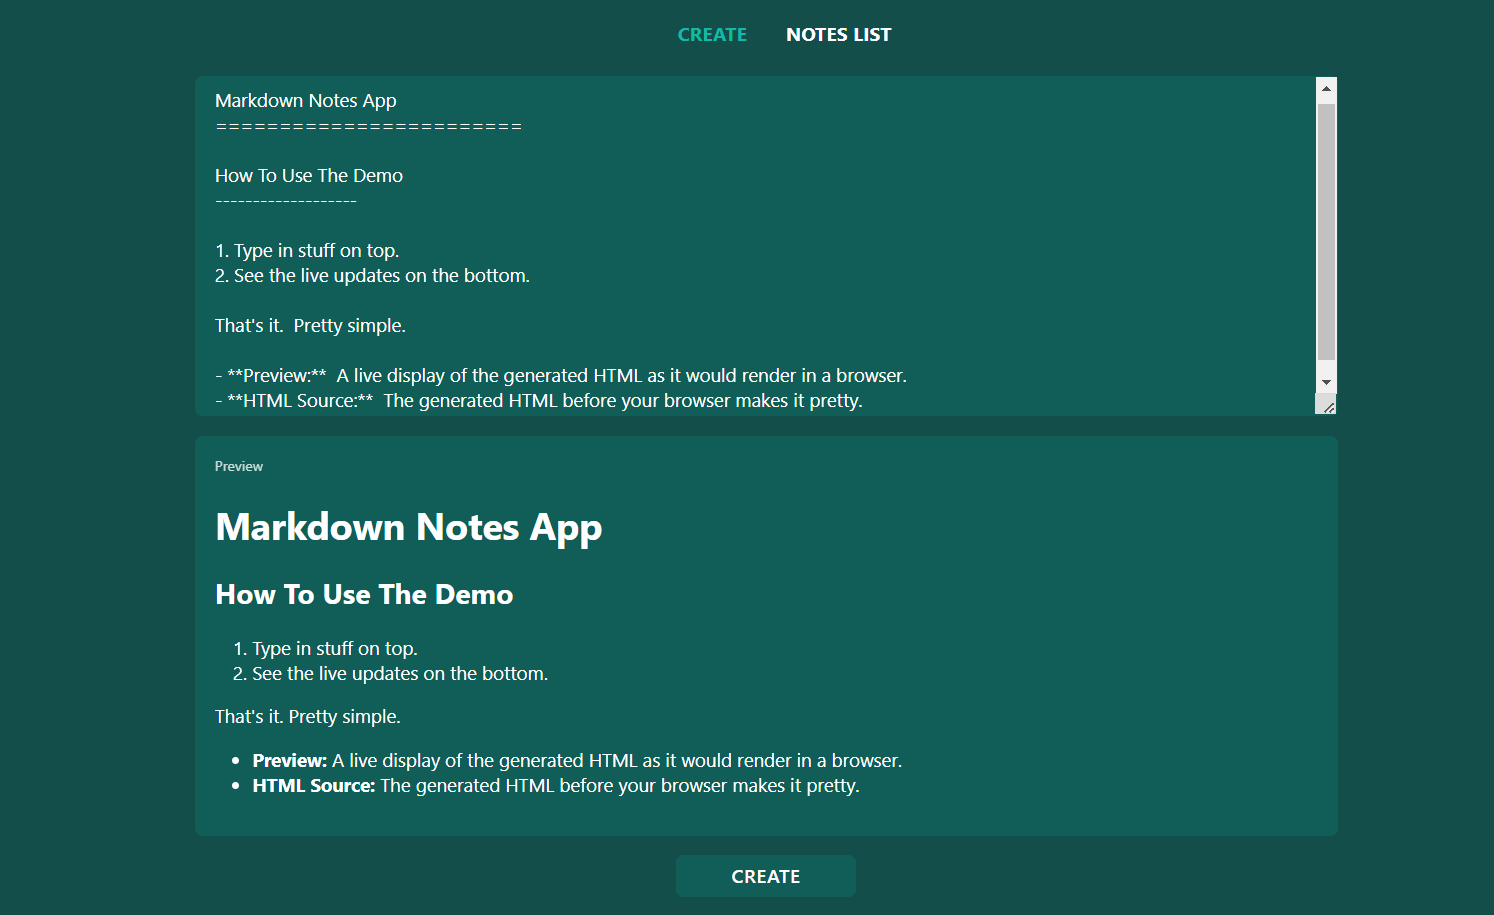 CREATE NOTES LIST
Markdown Notes App
========================
How To Use The Demo
-------------------
1. Type in stuff on top.
2. See the live updates on the bottom.
That's it.  Pretty simple.
- **Preview:**  A live display of the generated HTML as it would render in a browser.
- **HTML Source:**  The generated HTML before your browser makes it pretty.
Preview
Markdown Notes App
How To Use The Demo
1. Type in stuff on top.
2. See the live updates on the bottom.
That's it. Pretty simple.
• Preview: A live display of the generated HTML as it would render in a browser.
• HTML Source: The generated HTML before your browser makes it pretty.
CREATE